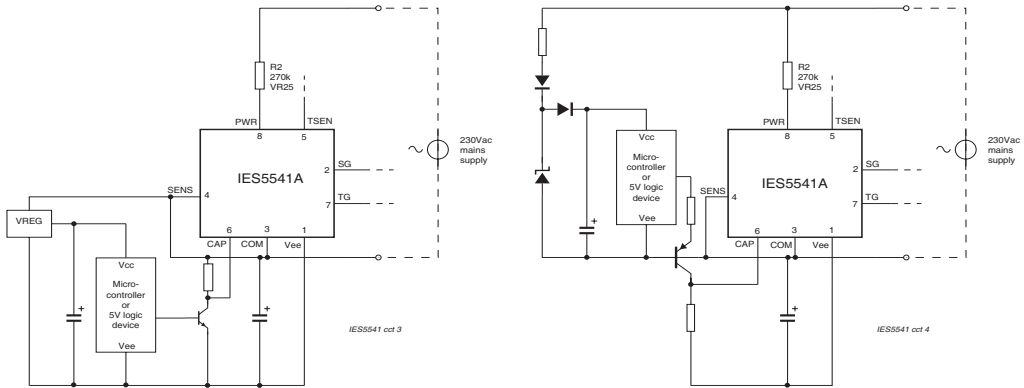 R2
270k
VR25
PWR
TSEN
8
5
230Vac
mains
supply
2
SG
IES5541A
SENS
4
7
TG
VREG
6
3
1
CAP
COM
Vee
Vcc
Micro-
controller
or
5V logic
device
Vee
+
+
IES5541 cct 3
R2
270k
VR25
PWR
TSEN
8
5
230Vac
mains
supply
Vcc
Micro-
controller
or
5V logic
device
Vee
2
SG
IES5541A
SENS
4
7
TG
+
6
3
1
CAP
COM
Vee
+
IES5541 cct 4